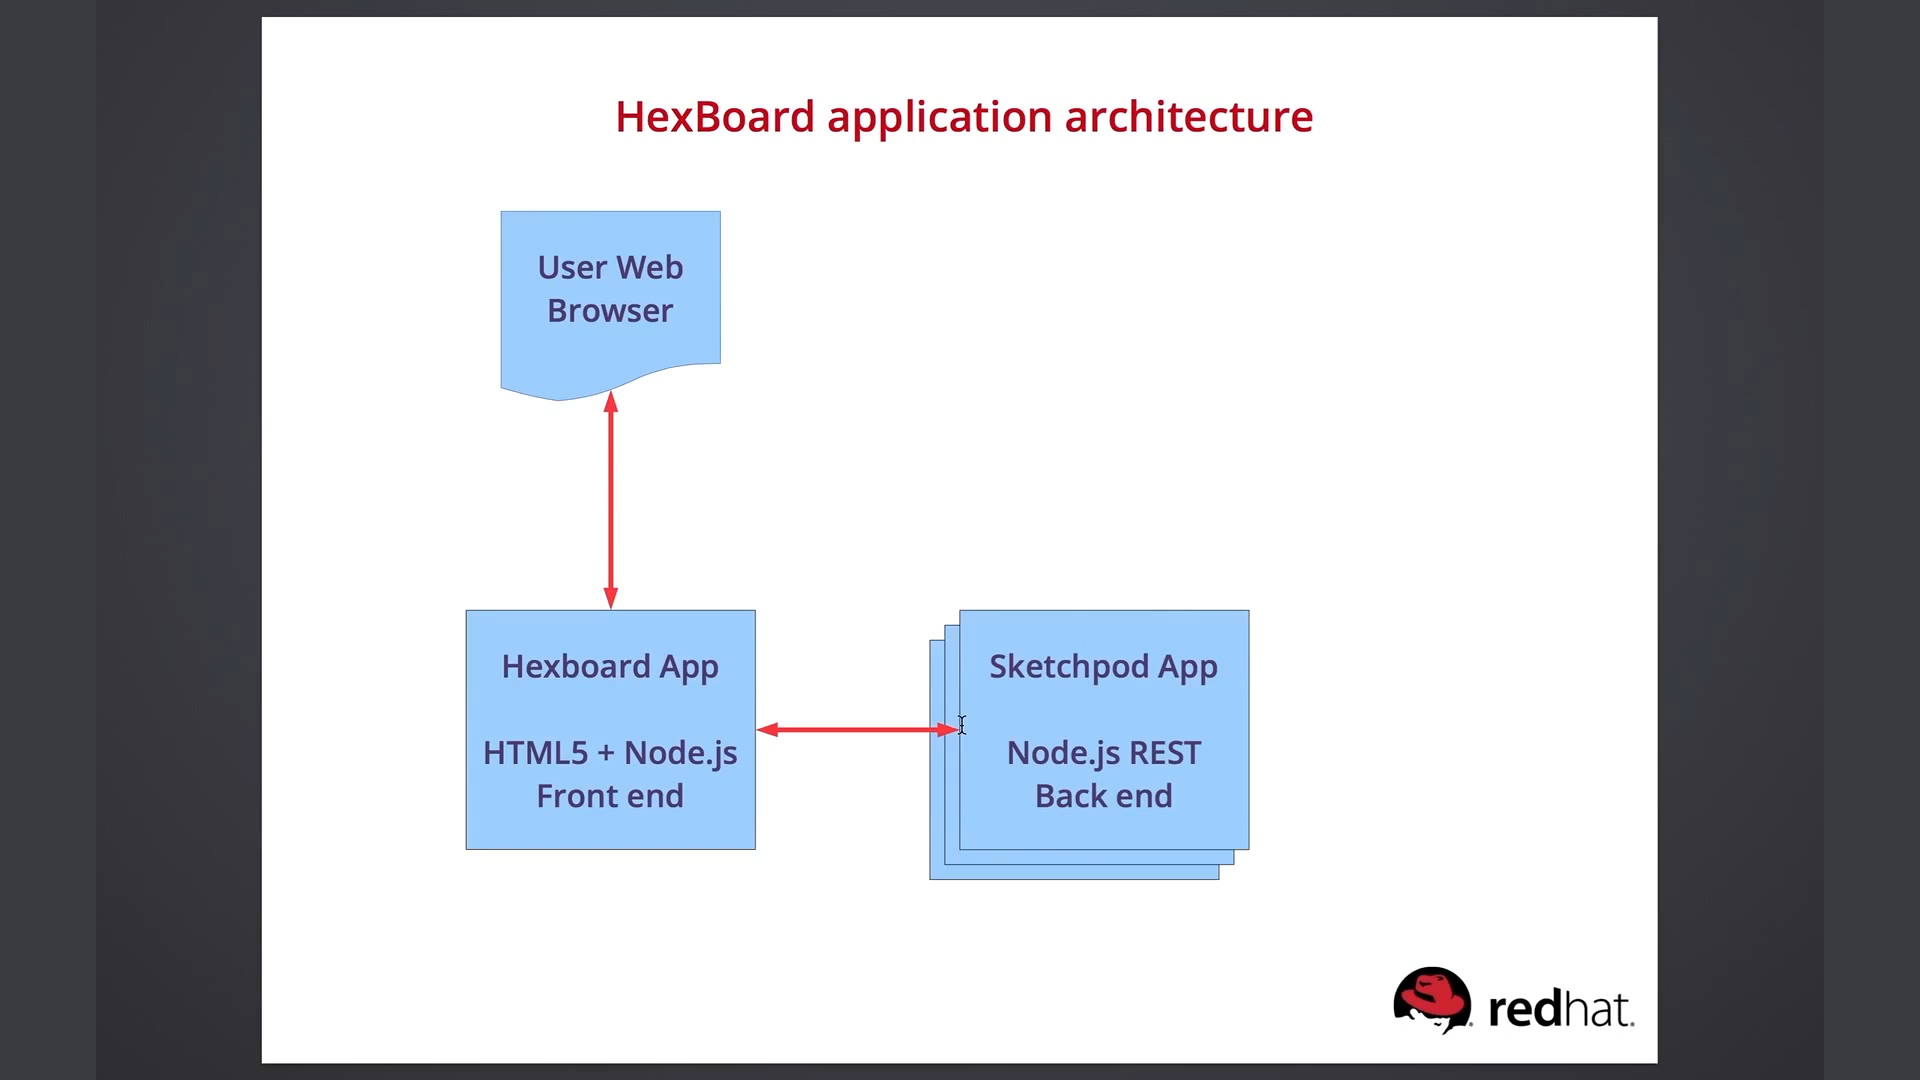 HexBoard application architecture
User Web
Browser
Hexboard App
HTML5 + Node.js
Front end
Sketchpod App
Node.js REST
Back end
redhat.